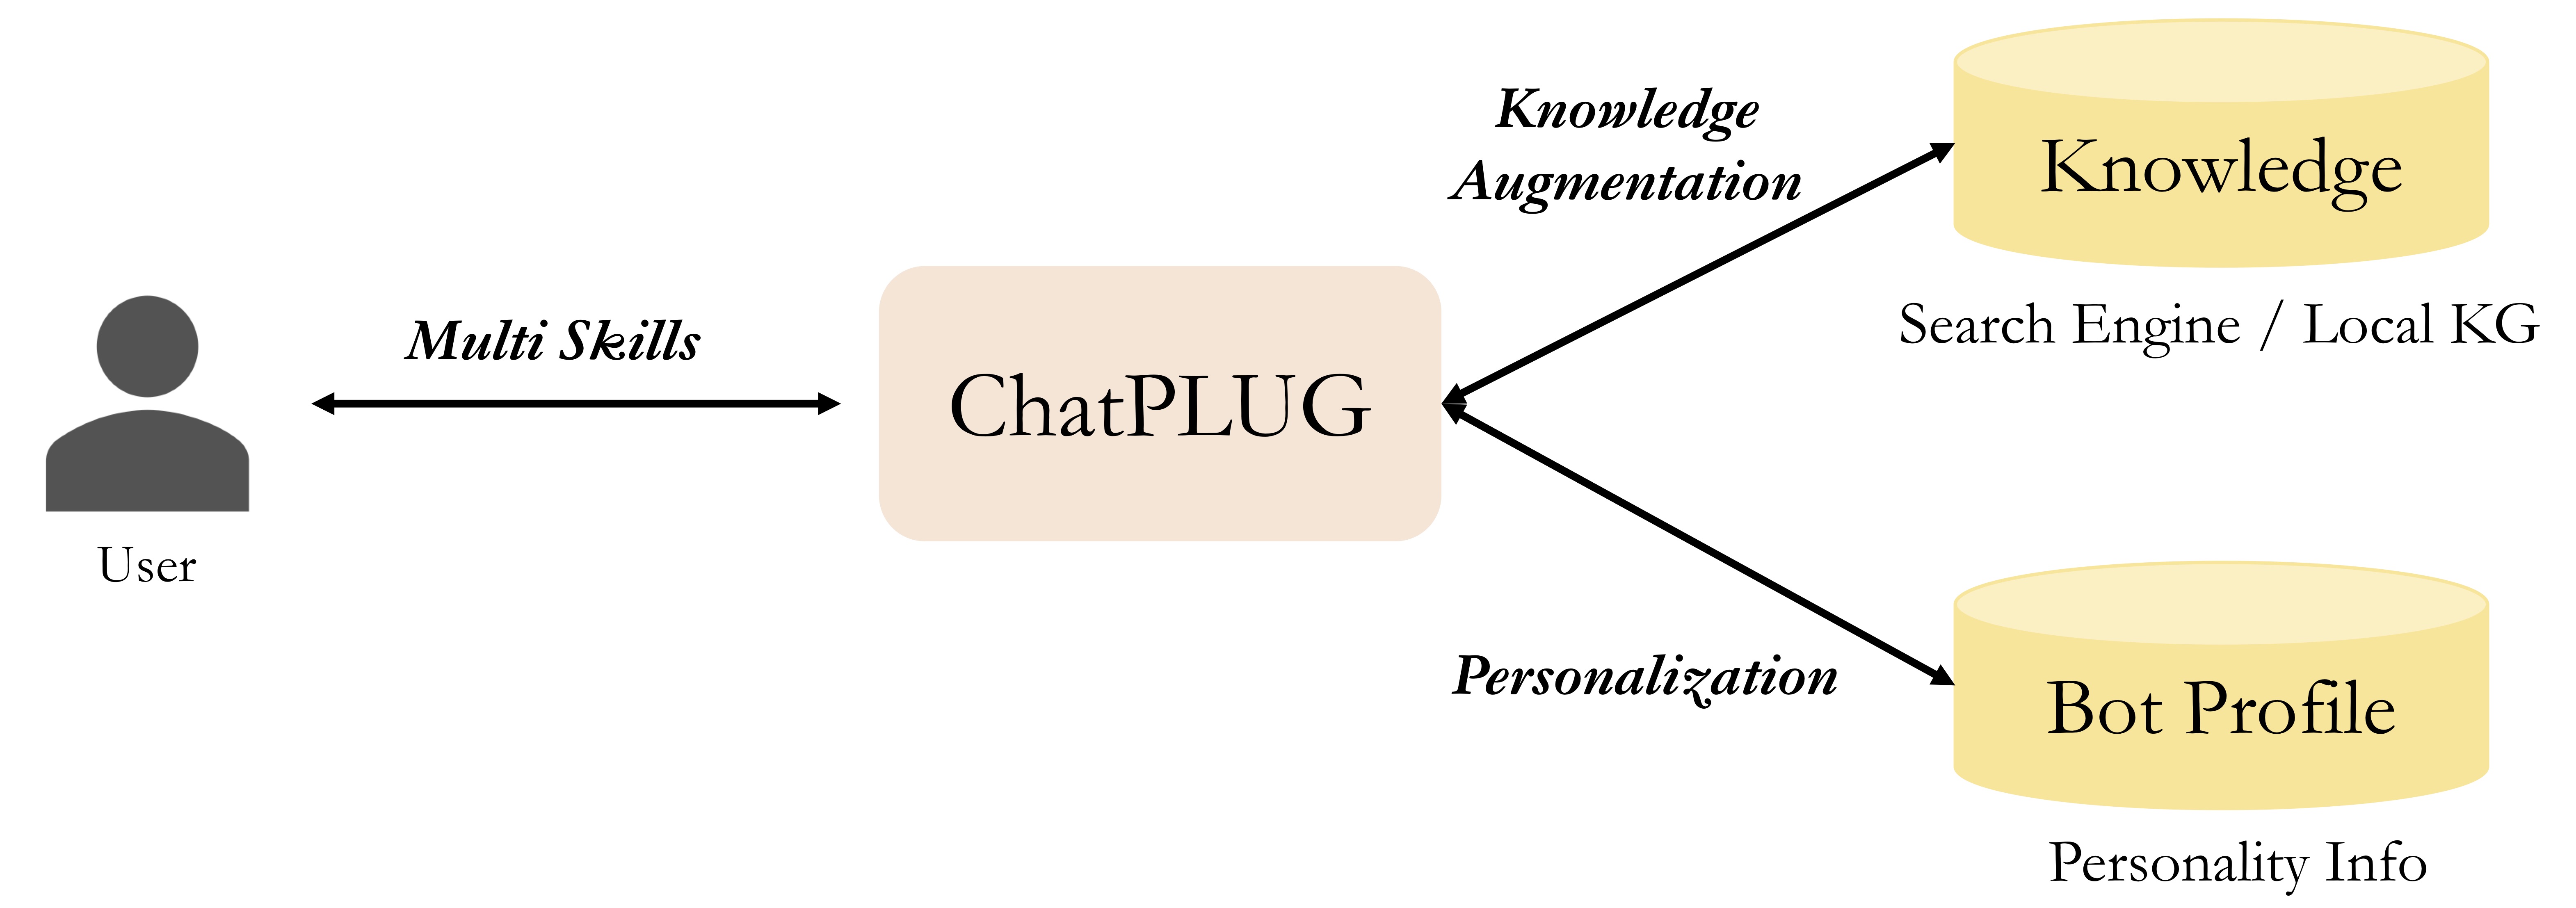 User
Multi Skills
ChatPLUG
Knowledge
Augmentation
Knowledge
Search Engine / Local KG
Personalization
Bot Profile
Personality Info